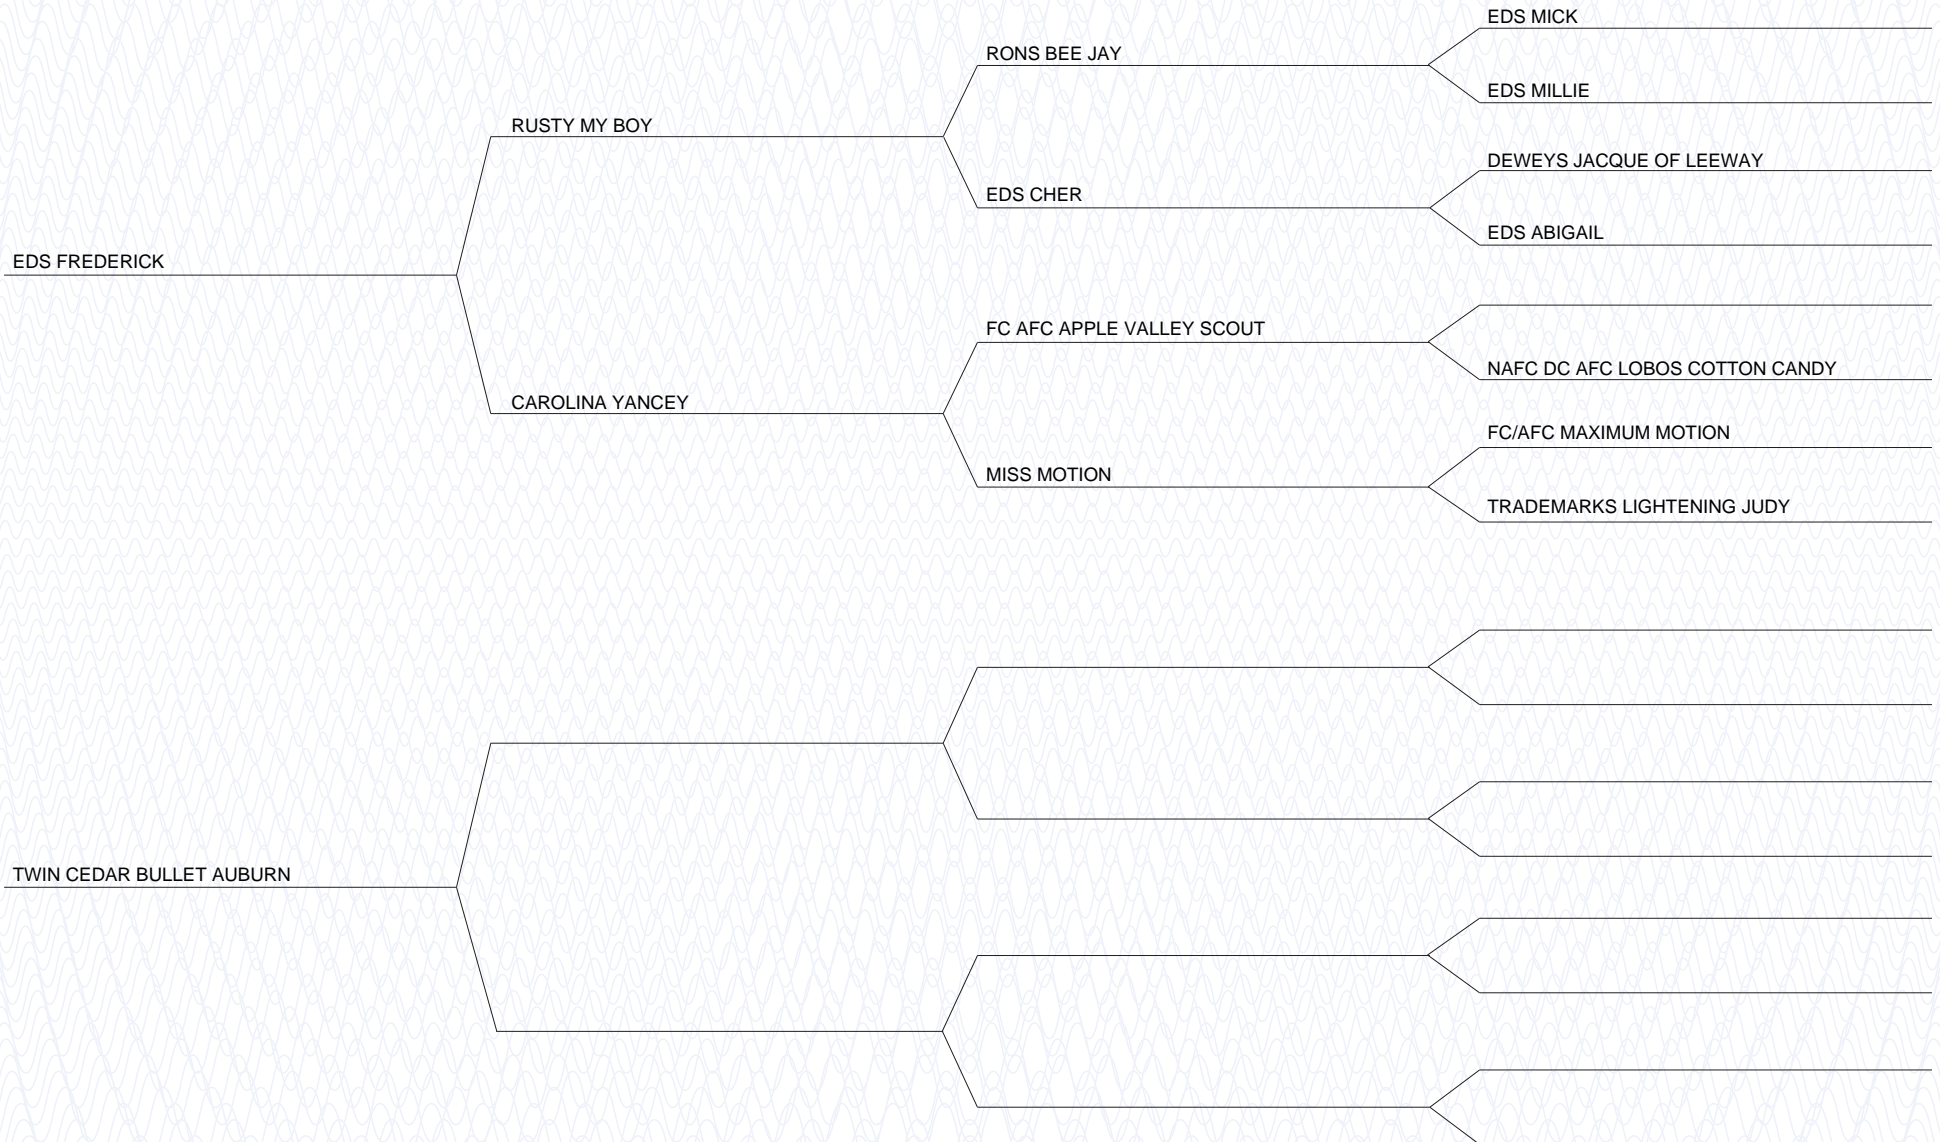 EDS MICK
RONS BEE JAY
EDS MILLIE
RUSTY MY BOY
DEWEYS JACQUE OF LEEWAY
EDS CHER
EDS ABIGAIL
EDS FREDERICK
FC AFC APPLE VALLEY SCOUT
NAFC DC AFC LOBOS COTTON CANDY
CAROLINA YANCEY
FC/AFC MAXIMUM MOTION
MISS MOTION
TRADEMARKS LIGHTENING JUDY
TWIN CEDAR BULLET AUBURN